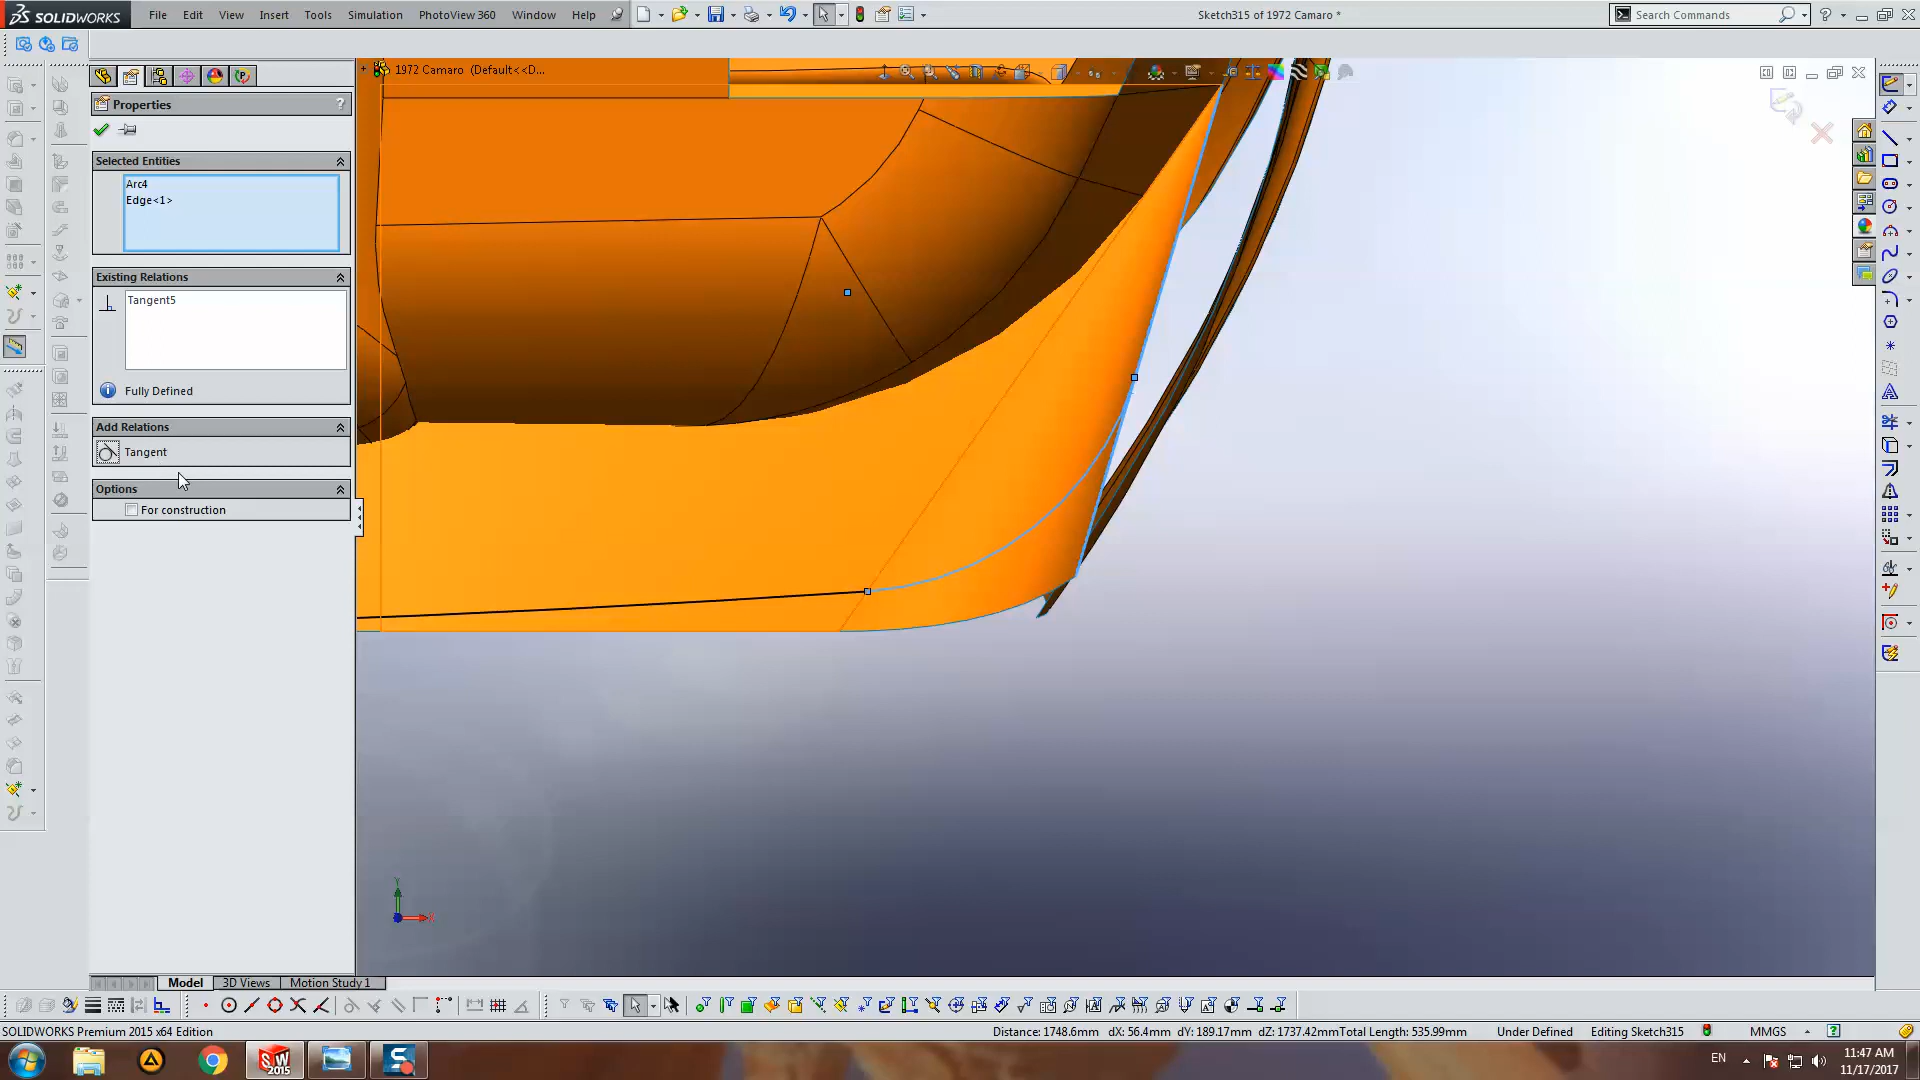 SOLIDWORKS File Edit View Insert Tools Simulation PhotoView 360 Window Help Sketch315 of 1972 Camaro * Search Commands
1972 Camaro (Default<<D...
Properties ?
Selected Entities
Arc4
Edge<1>
Existing Relations
Tangent5
Fully Defined
Add Relations
Tangent
Options
For construction
Y
X
Model 3D Views Motion Study 1
SOLIDWORKS Premium 2015 x64 Edition Distance: 1748.6mm dX: 56.4mm dY: 189.17mm dZ: 1737.42mmTotal Length: 535.99mm Under Defined Editing Sketch315 MMGS ?
SW 2015 S EN 11:47 AM
11/17/2017